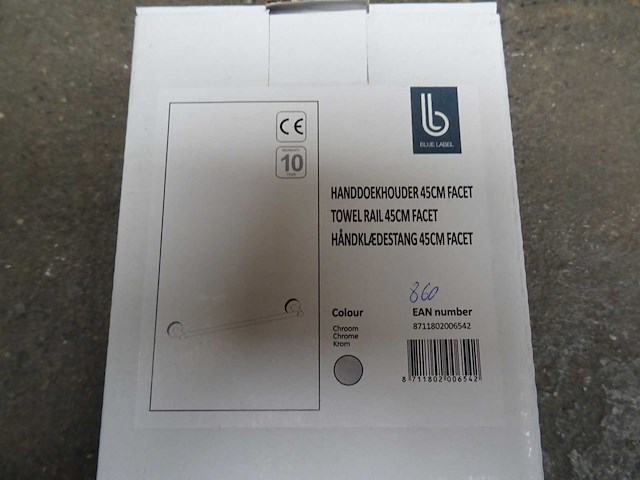 CE
10
BLUE LABEL
HANDDOEKHOUDER 45CM FACET
TOWEL RAIL 45CM FACET
HÅNDKLÆDESTANG 45CM FACET
860
Colour
EAN number
Chroom
Chrome
Krom
8711802006542
8 711802 006542